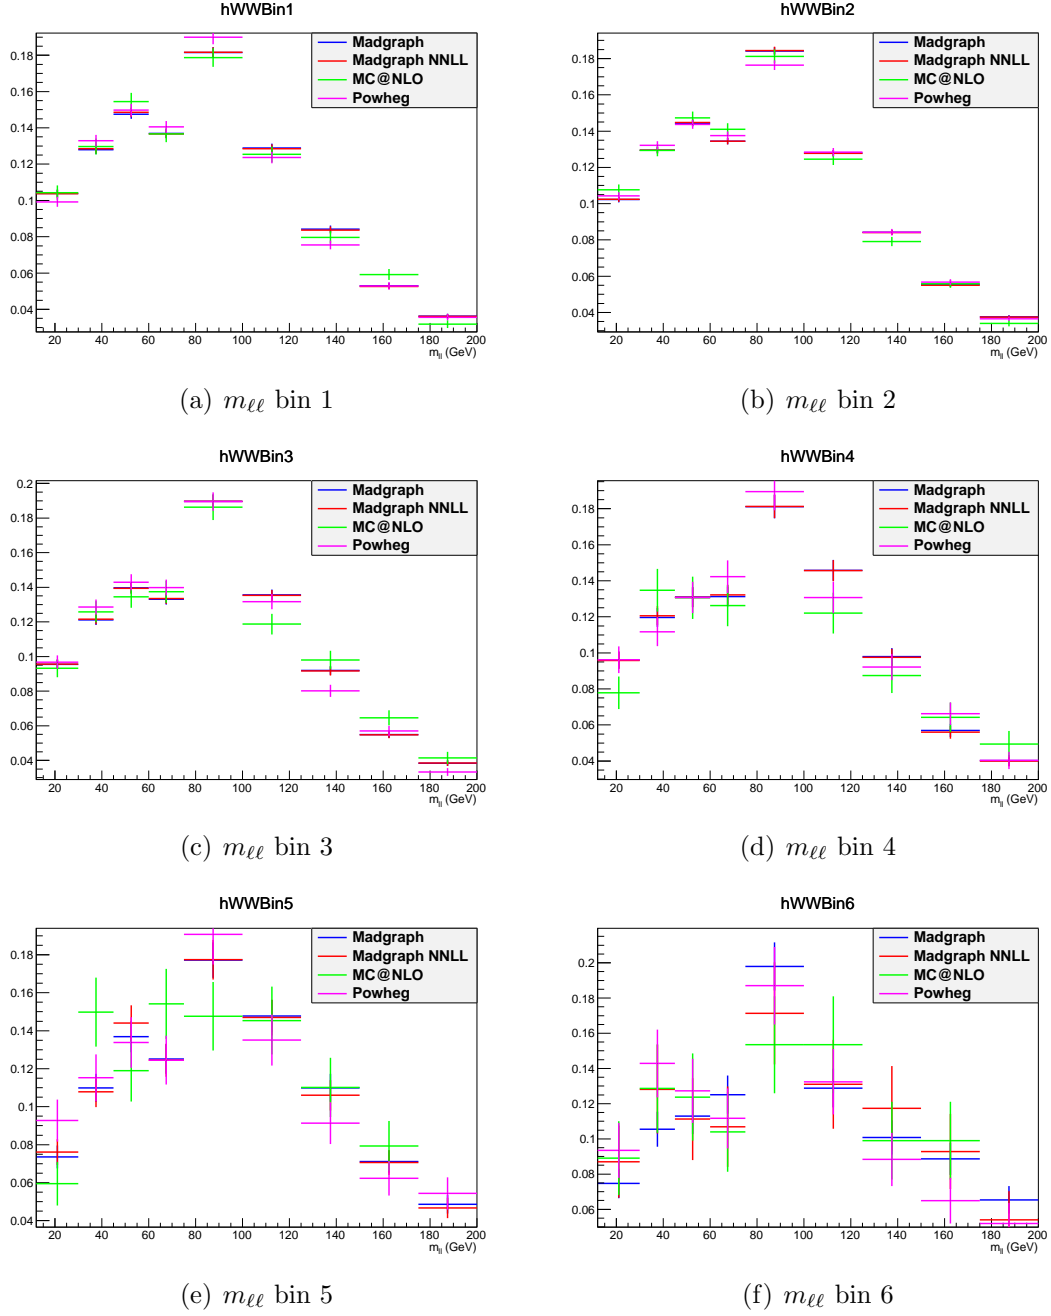 hWWBin1
Madgraph
Madgraph NNLL
MC@NLO
Powheg
0.18
0.16
0.14
0.12
0.1
0.08
0.06
0.04
20 40 60 80 100 120 140 160 180 200
m_ll (GeV)
(a) m_ℓℓ bin 1
hWWBin2
Madgraph
Madgraph NNLL
MC@NLO
Powheg
0.18
0.16
0.14
0.12
0.1
0.08
0.06
0.04
20 40 60 80 100 120 140 160 180 200
m_ll (GeV)
(b) m_ℓℓ bin 2
hWWBin3
Madgraph
Madgraph NNLL
MC@NLO
Powheg
0.2
0.18
0.16
0.14
0.12
0.1
0.08
0.06
0.04
20 40 60 80 100 120 140 160 180 200
m_ll (GeV)
(c) m_ℓℓ bin 3
hWWBin4
Madgraph
Madgraph NNLL
MC@NLO
Powheg
0.18
0.16
0.14
0.12
0.1
0.08
0.06
0.04
20 40 60 80 100 120 140 160 180 200
m_ll (GeV)
(d) m_ℓℓ bin 4
hWWBin5
Madgraph
Madgraph NNLL
MC@NLO
Powheg
0.18
0.16
0.14
0.12
0.1
0.08
0.06
0.04
20 40 60 80 100 120 140 160 180 200
m_ll (GeV)
(e) m_ℓℓ bin 5
hWWBin6
Madgraph
Madgraph NNLL
MC@NLO
Powheg
0.2
0.18
0.16
0.14
0.12
0.1
0.08
0.06
20 40 60 80 100 120 140 160 180 200
m_ll (GeV)
(f) m_ℓℓ bin 6